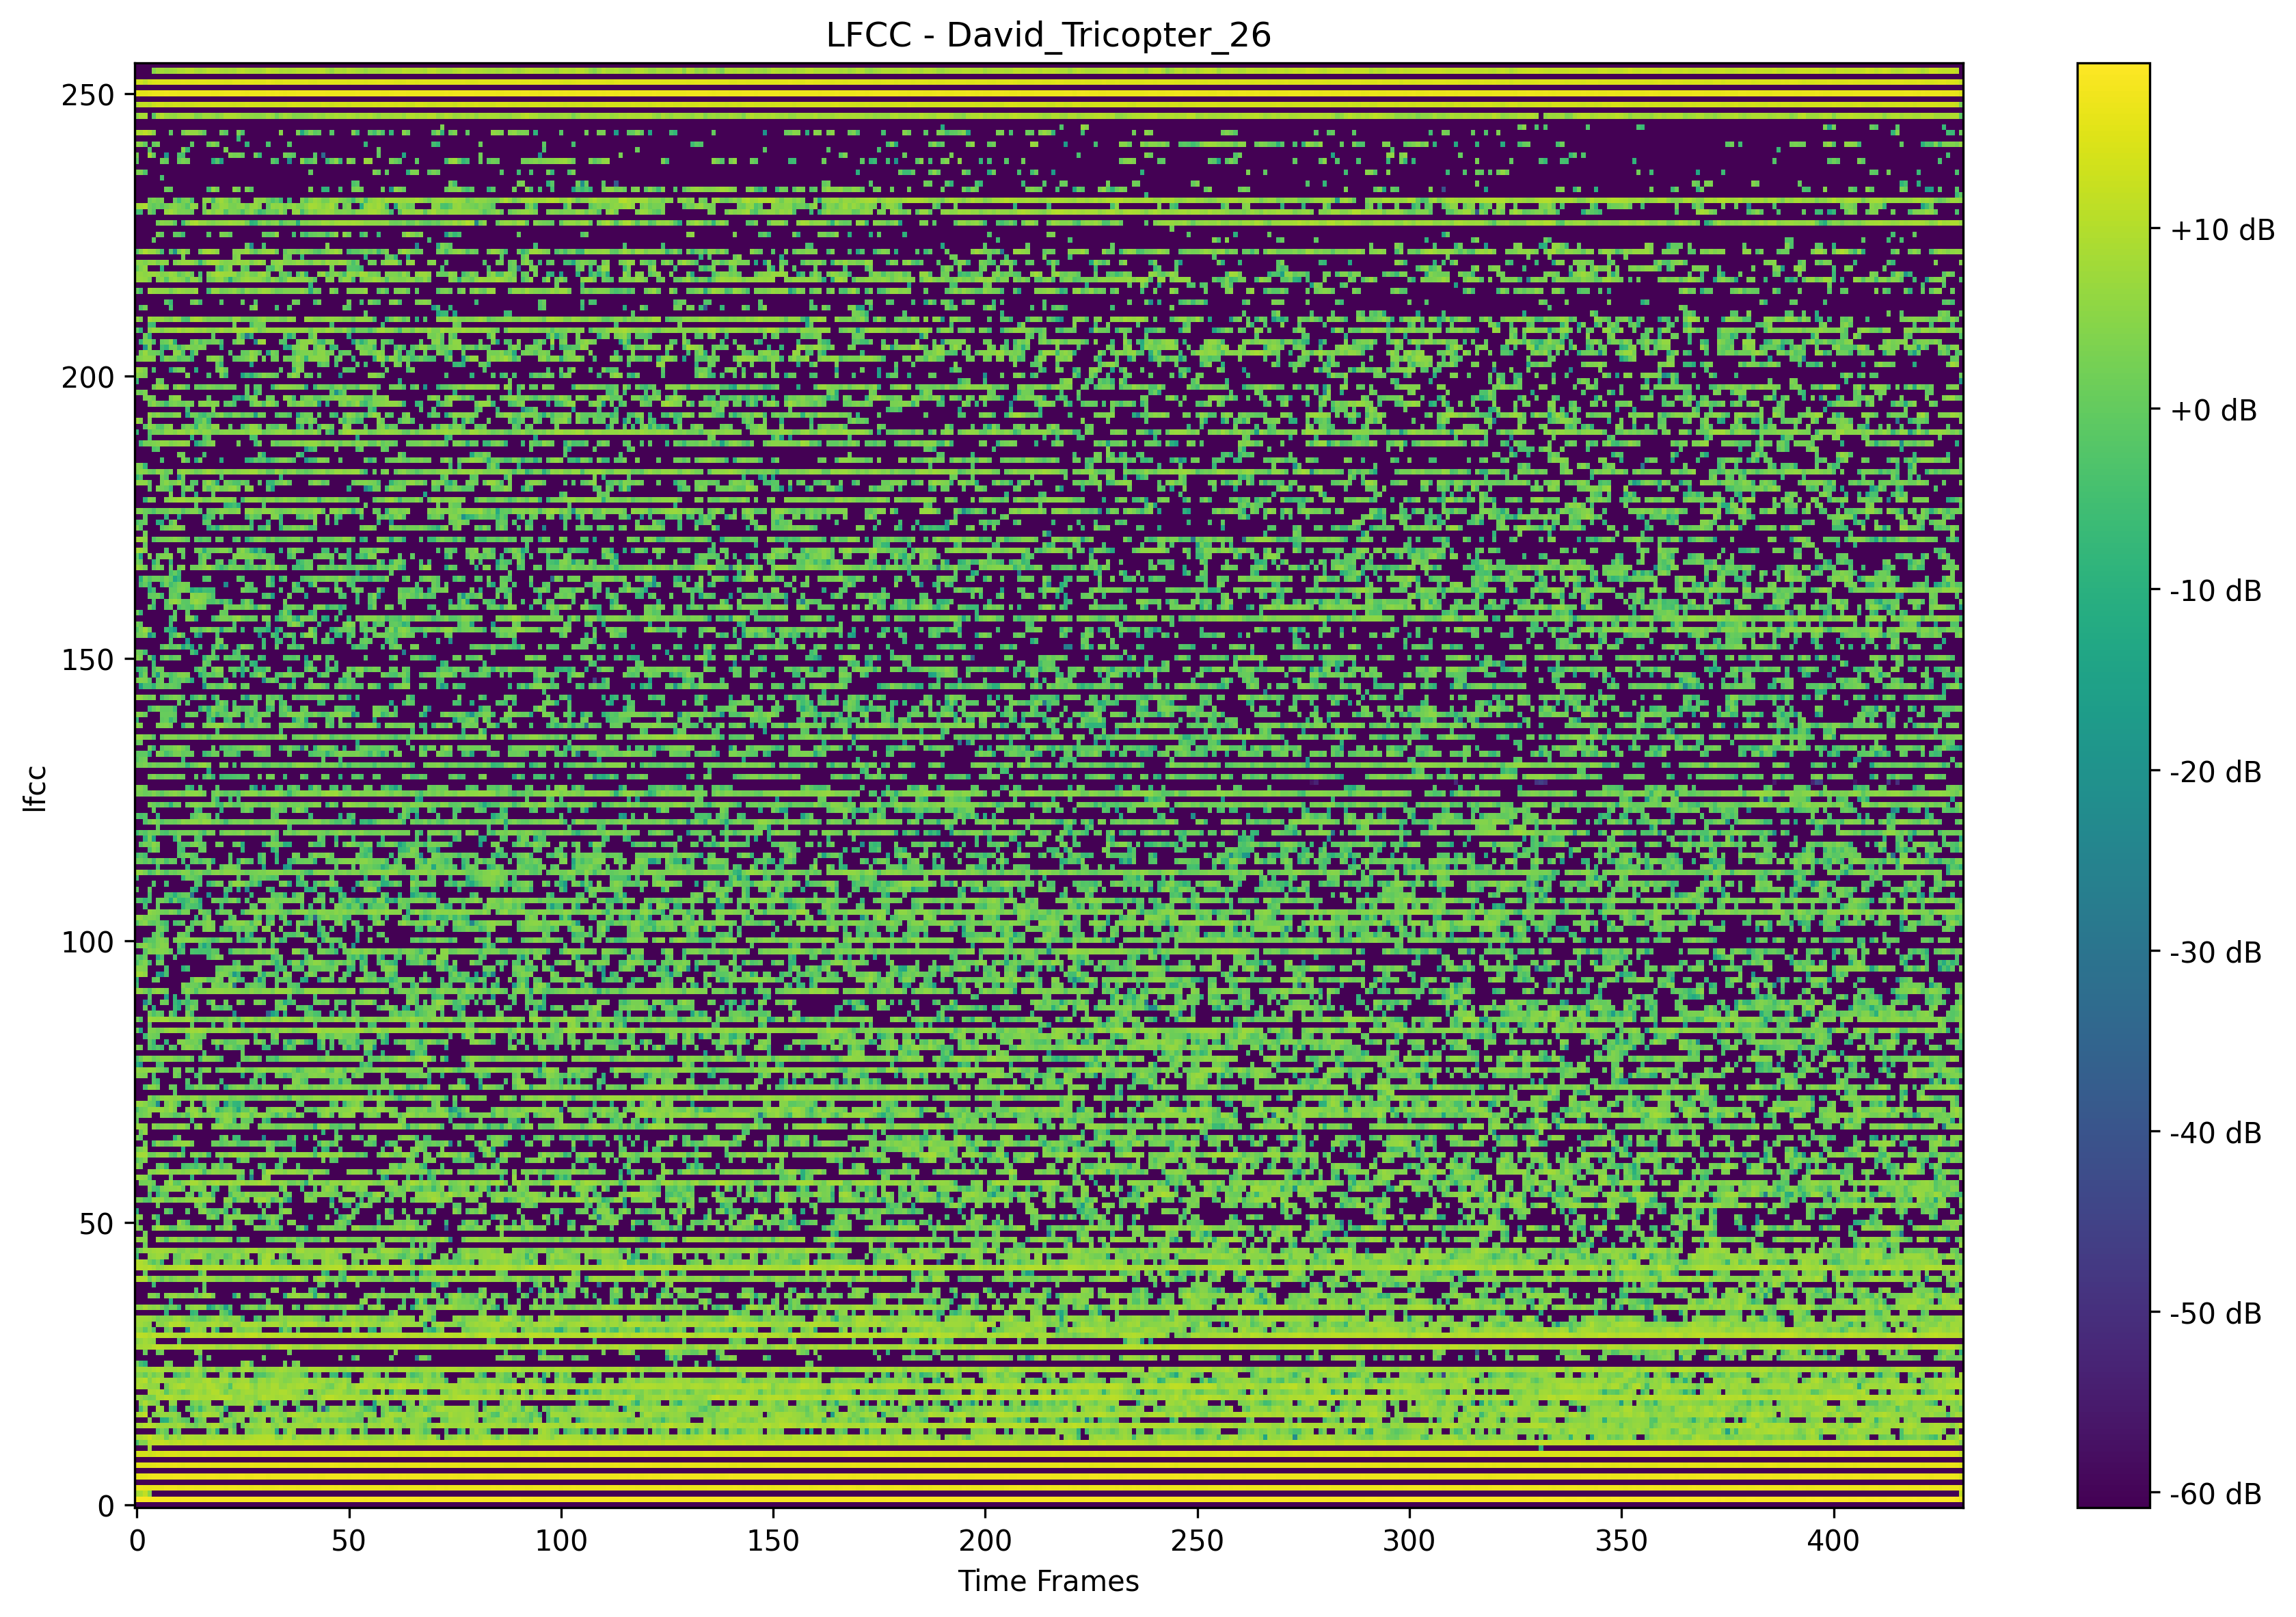 LFCC - David_Tricopter_26
250
200
150
100
50
0
lfcc
0 50 100 150 200 250 300 350 400
Time Frames
+10 dB
+0 dB
-10 dB
-20 dB
-30 dB
-40 dB
-50 dB
-60 dB